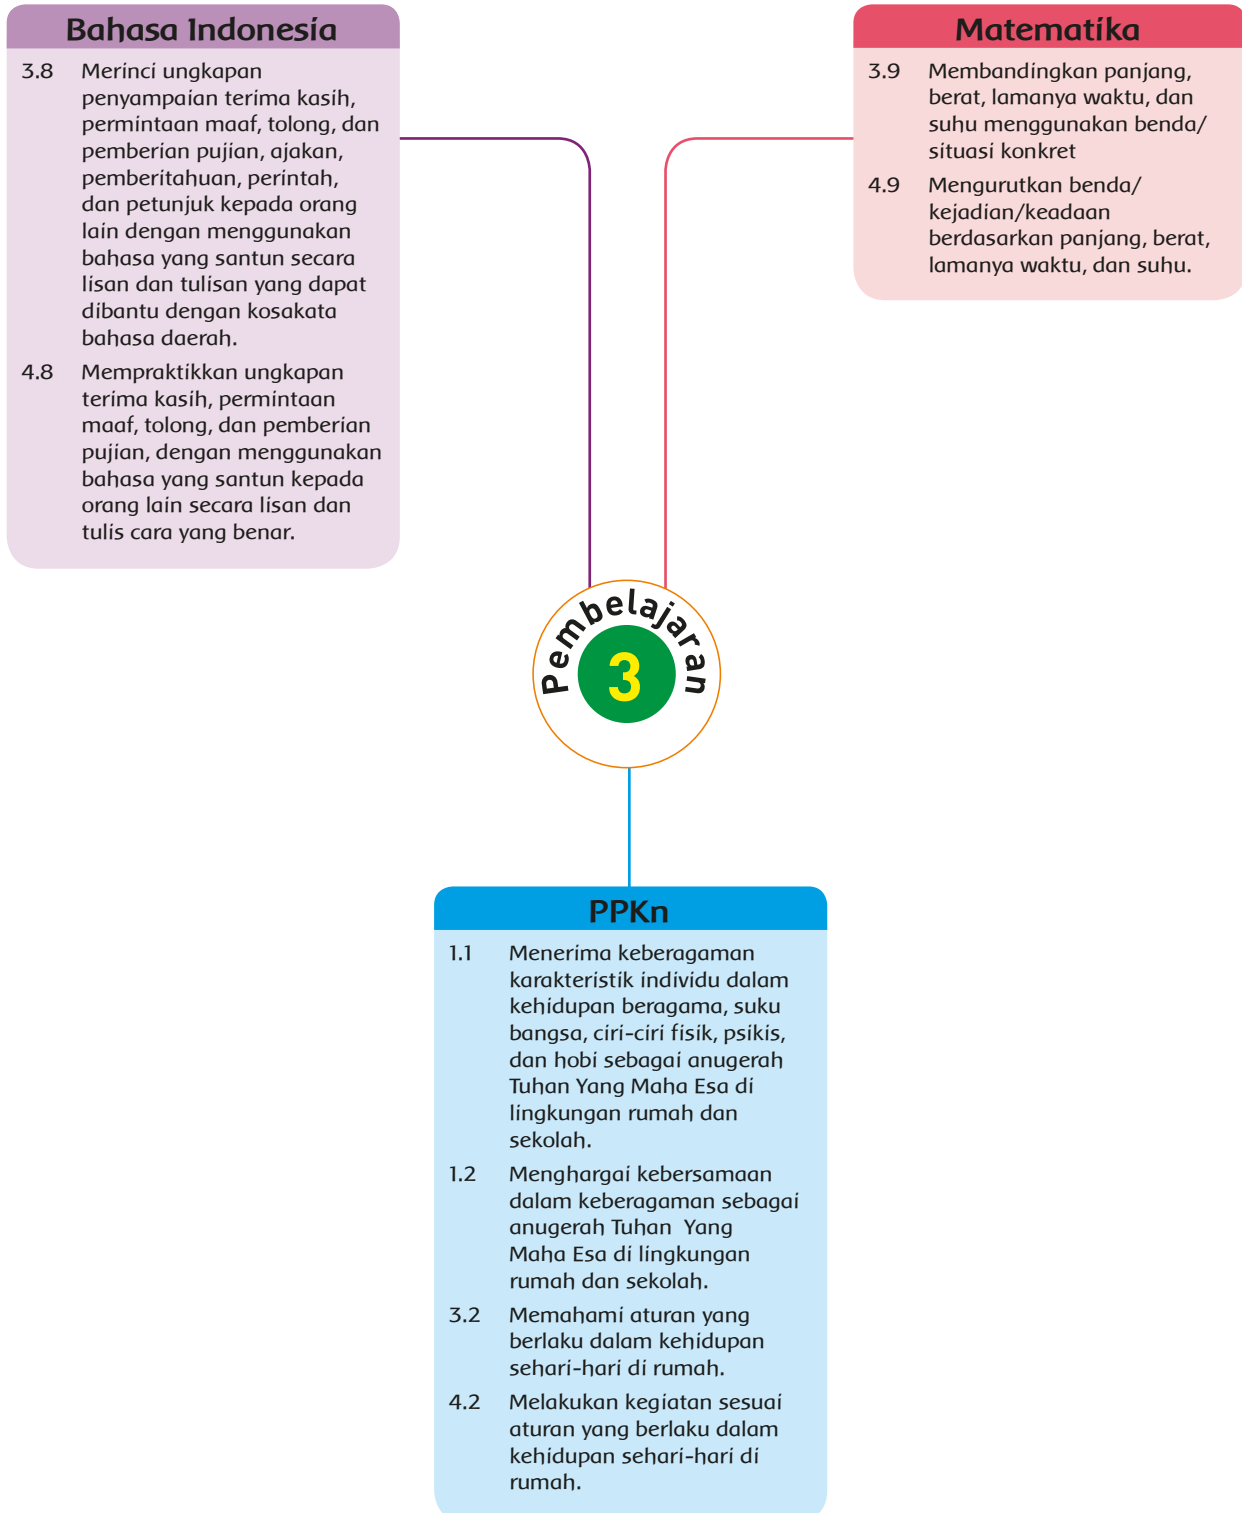 Bahasa Indonesia
3.8 Merinci ungkapan
penyampaian terima kasih,
permintaan maaf, tolong, dan
pemberian pujian, ajakan,
pemberitahuan, perintah,
dan petunjuk kepada orang
lain dengan menggunakan
bahasa yang santun secara
lisan dan tulisan yang dapat
dibantu dengan kosakata
bahasa daerah.
4.8 Mempraktikkan ungkapan
terima kasih, permintaan
maaf, tolong, dan pemberian
pujian, dengan menggunakan
bahasa yang santun kepada
orang lain secara lisan dan
tulis cara yang benar.
Matematika
3.9 Membandingkan panjang,
berat, lamanya waktu, dan
suhu menggunakan benda/
situasi konkret
4.9 Mengurutkan benda/
kejadian/keadaan
berdasarkan panjang, berat,
lamanya waktu, dan suhu.
Pembelajaran
3
PPKn
1.1 Menerima keberagaman
karakteristik individu dalam
kehidupan beragama, suku
bangsa, ciri-ciri fisik, psikis,
dan hobi sebagai anugerah
Tuhan Yang Maha Esa di
lingkungan rumah dan
sekolah.
1.2 Menghargai kebersamaan
dalam keberagaman sebagai
anugerah Tuhan Yang
Maha Esa di lingkungan
rumah dan sekolah.
3.2 Memahami aturan yang
berlaku dalam kehidupan
sehari-hari di rumah.
4.2 Melakukan kegiatan sesuai
aturan yang berlaku dalam
kehidupan sehari-hari di
rumah.